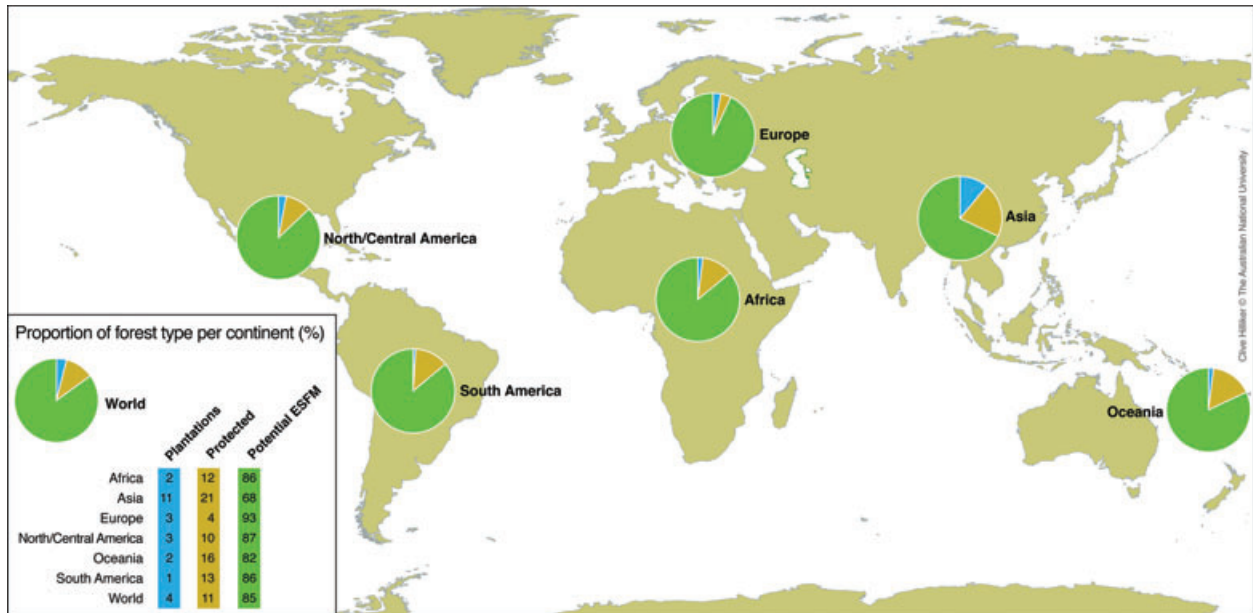 Europe
Asia
North/Central America
Africa
South America
Oceania
Clive Hilliker © The Australian National University
Proportion of forest type per continent (%)
World
Plantations Protected Potential ESFM
Africa 2 12 86
Asia 11 21 68
Europe 3 4 93
North/Central America 3 10 87
Oceania 2 16 82
South America 1 13 86
World 4 11 85